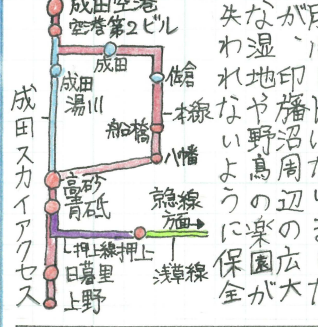 成田空港
空港第2ビル
成田
成田
湯川
佐倉
本線
船橋
八幡
高砂
青砥
京急線
方面→
押上線
押上
浅草線
日暮里
上野
成田スカイアクセス
が、印旛沼周辺の広大
な湿地や野鳥の楽園が
失われないように保全